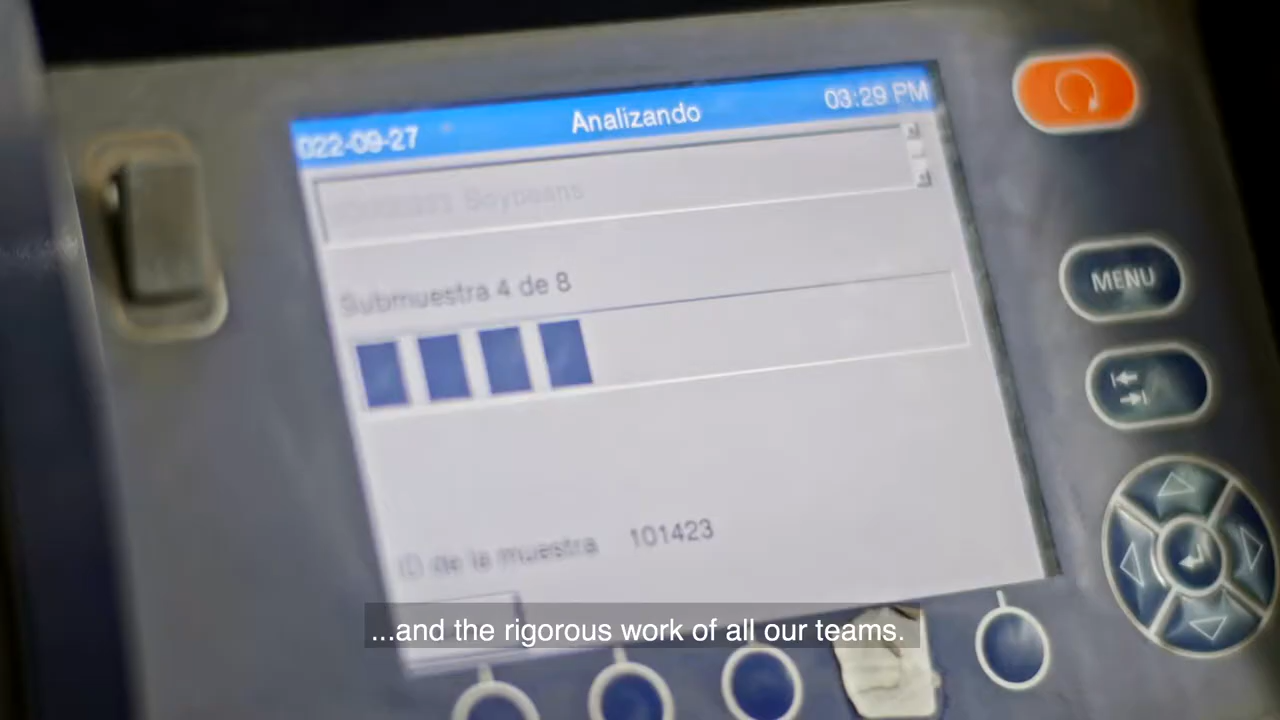 022-09-27 Analizando 03:29 PM
Soybeans
Submuestra 4 de 8
MENU
ID de la muestra 101423
...and the rigorous work of all our teams.